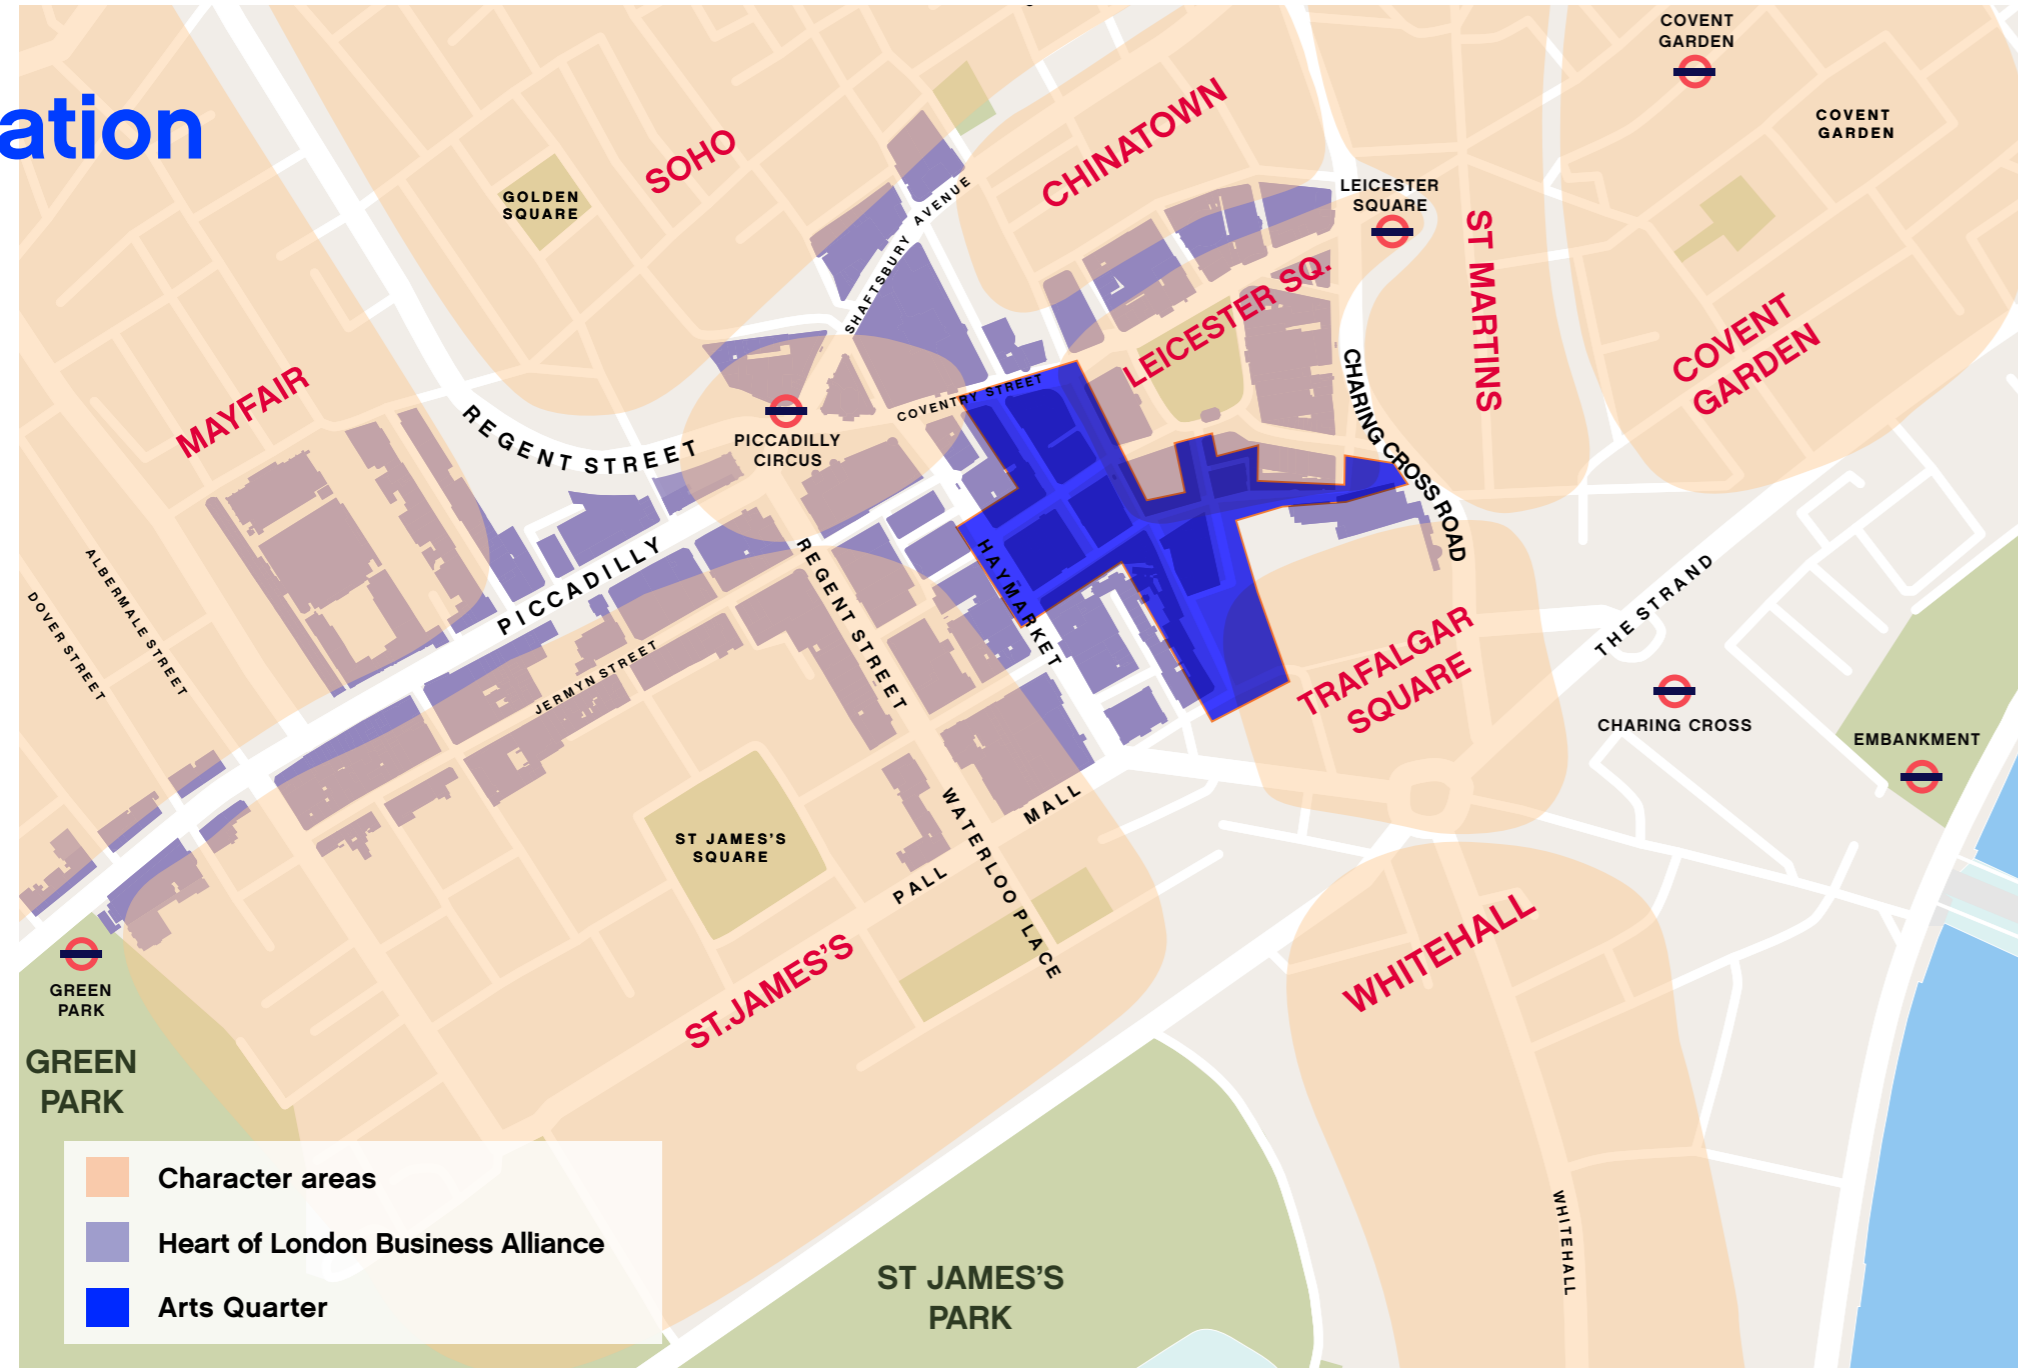 ation
COVENT
GARDEN
COVENT
GARDEN
SOHO
CHINATOWN
GOLDEN
SQUARE
LEICESTER
SQUARE
SHAFTSBURY AVENUE
ST MARTINS
LEICESTER SQ.
COVENT
GARDEN
MAYFAIR
REGENT STREET
COVENTRY STREET
PICCADILLY
CIRCUS
CHARING CROSS ROAD
PICCADILLY
HAYMARKET
REGENT STREET
ALBERMALE STREET
DOVER STREET
JERMYN STREET
THE STRAND
TRAFALGAR
SQUARE
CHARING CROSS
EMBANKMENT
ST JAMES'S
SQUARE
PALL MALL
WATERLOO PLACE
WHITEHALL
ST.JAMES'S
GREEN
PARK
GREEN
PARK
WHITEHALL
ST JAMES'S
PARK
Character areas
Heart of London Business Alliance
Arts Quarter